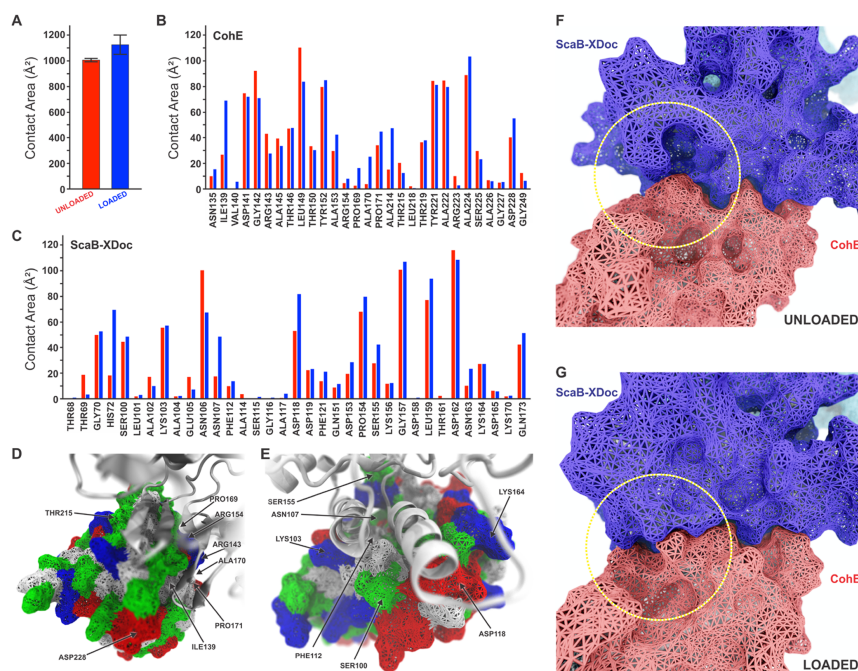 A
Contact Area (Å²)
1200
1000
800
600
400
200
0
UNLOADED
LOADED
B
CohE
Contact Area (Å²)
120
100
80
60
40
20
0
ASN135
ILE139
VAL140
ASP141
GLY142
ARG143
ALA145
THR146
LEU149
THR150
TYR152
ALA153
ARG154
PRO169
ALA170
PRO171
ALA214
THR215
LEU218
THR219
TYR221
ALA222
ARG223
ALA224
SER225
ALA226
GLY227
ASP228
GLY249
C
ScaB-XDoc
Contact Area (Å²)
120
100
80
60
40
20
0
THR68
THR69
GLY70
HIS72
SER100
LEU101
ALA102
LYS103
ALA104
GLU105
ASN106
ASN107
PHE112
ALA114
SER115
GLY116
ALA117
ASP118
ASP119
PHE121
GLN151
ASP153
PRO154
SER155
LYS156
GLY157
ASP158
LEU159
THR161
ASP162
ASN163
LYS164
ASP165
LYS170
GLN173
D
THR215
PRO169
ARG154
ARG143
ALA170
PRO171
ILE139
ASP228
E
SER155
ASN107
LYS103
LYS164
PHE112
SER100
ASP118
F
ScaB-XDoc
CohE
UNLOADED
G
ScaB-XDoc
CohE
LOADED